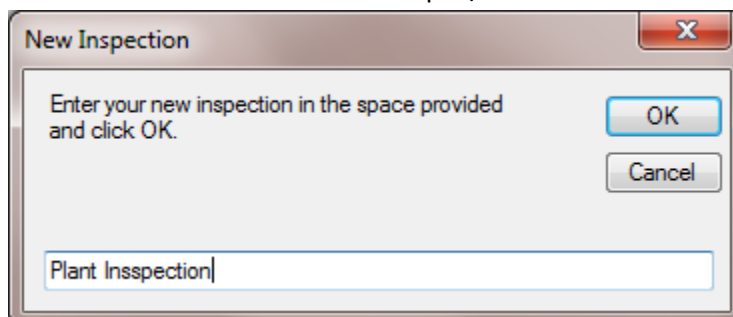 New Inspection
X
Enter your new inspection in the space provided
and click OK.
OK
Cancel
Plant Insspection